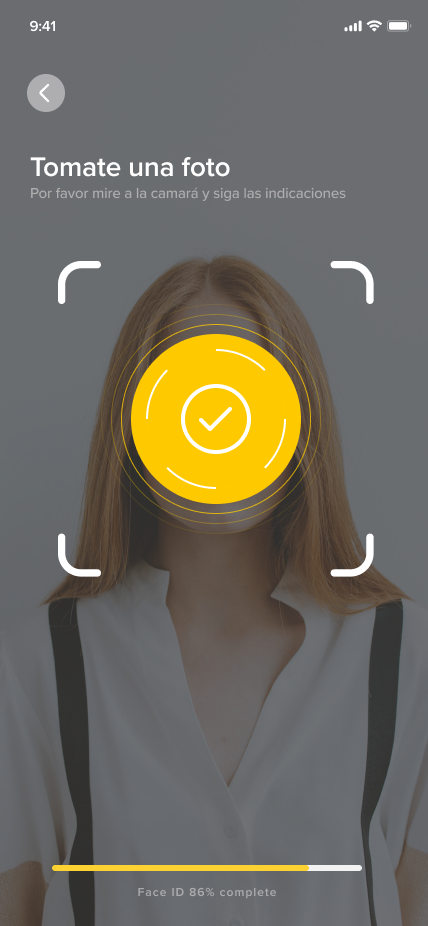 9:41
Tomate una foto
Por favor mire a la camará y siga las indicaciones
Face ID 86% complete